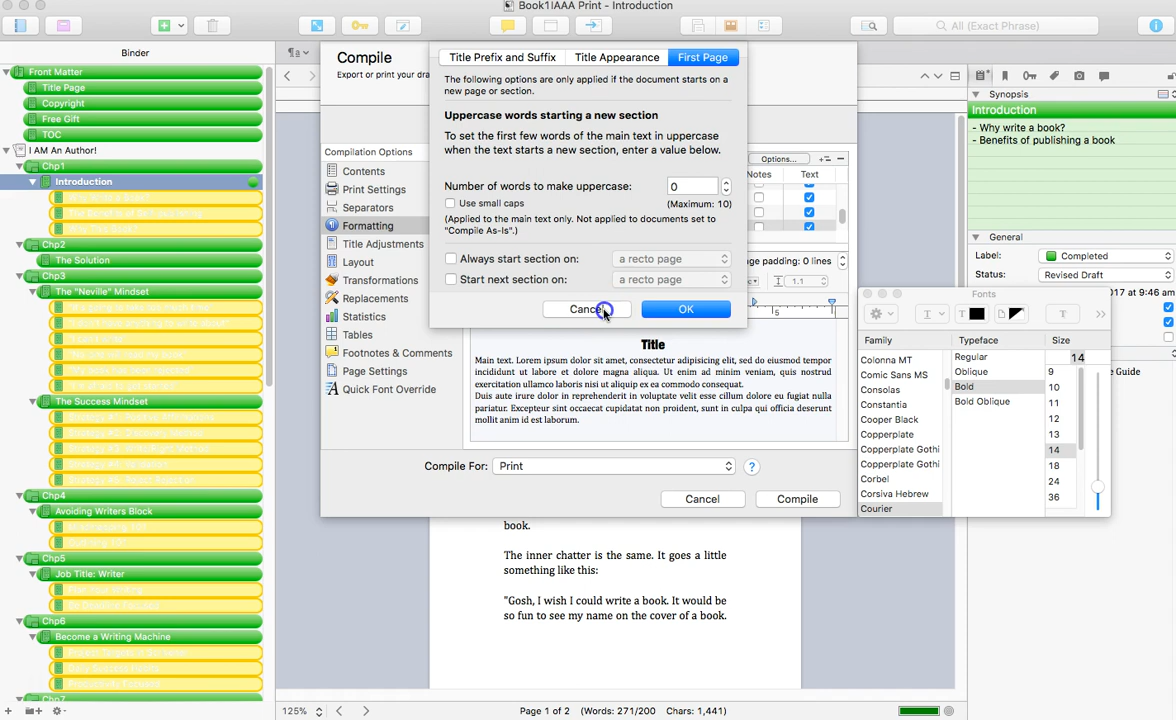 Book1IAAA Print - Introduction
All (Exact Phrase)
Binder
Front Matter
Title Page
Copyright
Free Gift
TOC
I AM An Author!
Chp1
Introduction
Chp2
The Solution
Chp3
The "Neville" Mindset
The Success Mindset
Chp4
Avoiding Writers Block
Chp5
Job Title: Writer
Chp6
Become a Writing Machine
Chp7
Compile
Export or print your dra
Compilation Options
Contents
Print Settings
Separators
Formatting
Title Adjustments
Layout
Transformations
Replacements
Statistics
Tables
Footnotes & Comments
Page Settings
Quick Font Override
Title Prefix and Suffix
Title Appearance
First Page
The following options are only applied if the document starts on a
new page or section.
Uppercase words starting a new section
To set the first few words of the main text in uppercase
when the text starts a new section, enter a value below.
Number of words to make uppercase:
0
Use small caps
(Maximum: 10)
(Applied to the main text only. Not applied to documents set to
"Compile As-Is".)
Always start section on:
a recto page
Start next section on:
a recto page
Cancel
OK
Options...
Notes
Text
ge padding: 0 lines
1.1
5
Title
Main text. Lorem ipsum dolor sit amet, consectetur adipisicing elit, sed do eiusmod tempor
incididunt ut labore et dolore magna aliqua. Ut enim ad minim veniam, quis nostrud
exercitation ullamco laboris nisi ut aliquip ex ea commodo consequat.
Duis aute irure dolor in reprehenderit in voluptate velit esse cillum dolore eu fugiat nulla
pariatur. Excepteur sint occaecat cupidatat non proident, sunt in culpa qui officia deserunt
mollit anim id est laborum.
Compile For:
Print
?
Cancel
Compile
book.
The inner chatter is the same. It goes a little
something like this:
"Gosh, I wish I could write a book. It would be
so fun to see my name on the cover of a book.
125%
Page 1 of 2 (Words: 271/200 Chars: 1,441)
Synopsis
Introduction
- Why write a book?
- Benefits of publishing a book
General
Label:
Completed
Status:
Revised Draft
017 at 9:46 am
Guide
Fonts
Family
Typeface
Size
Colonna MT
Comic Sans MS
Consolas
Constantia
Cooper Black
Copperplate
Copperplate Gothi
Copperplate Gothi
Corbel
Corsiva Hebrew
Courier
Regular
Oblique
Bold
Bold Oblique
14
9
10
11
12
13
14
18
24
36